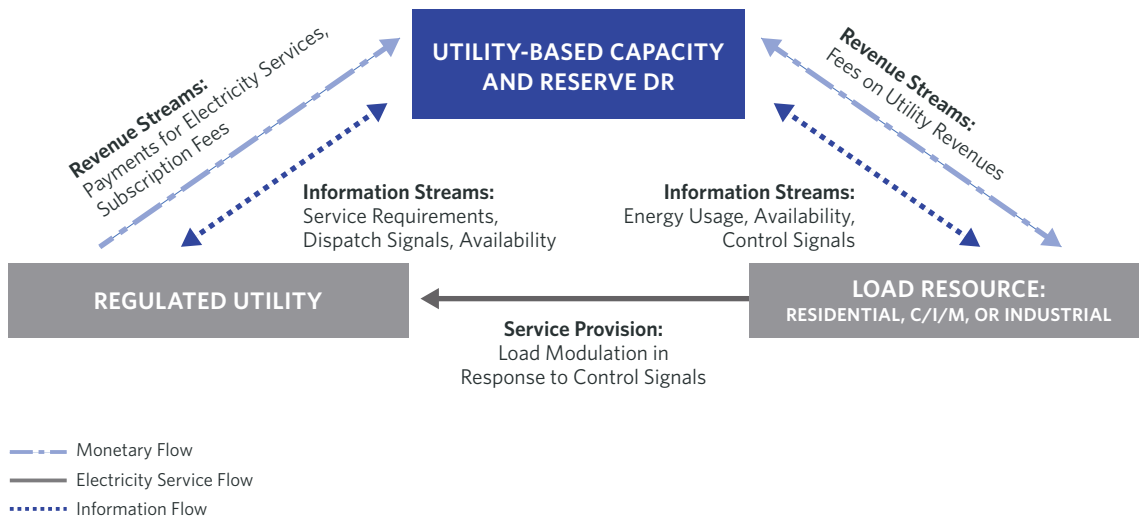 UTILITY-BASED CAPACITY
AND RESERVE DR
Revenue Streams:
Payments for Electricity Services,
Subscription Fees
Revenue Streams:
Fees on Utility Revenues
Information Streams:
Service Requirements,
Dispatch Signals, Availability
Information Streams:
Energy Usage, Availability,
Control Signals
REGULATED UTILITY
LOAD RESOURCE:
RESIDENTIAL, C/I/M, OR INDUSTRIAL
Service Provision:
Load Modulation in
Response to Control Signals
Monetary Flow
Electricity Service Flow
Information Flow